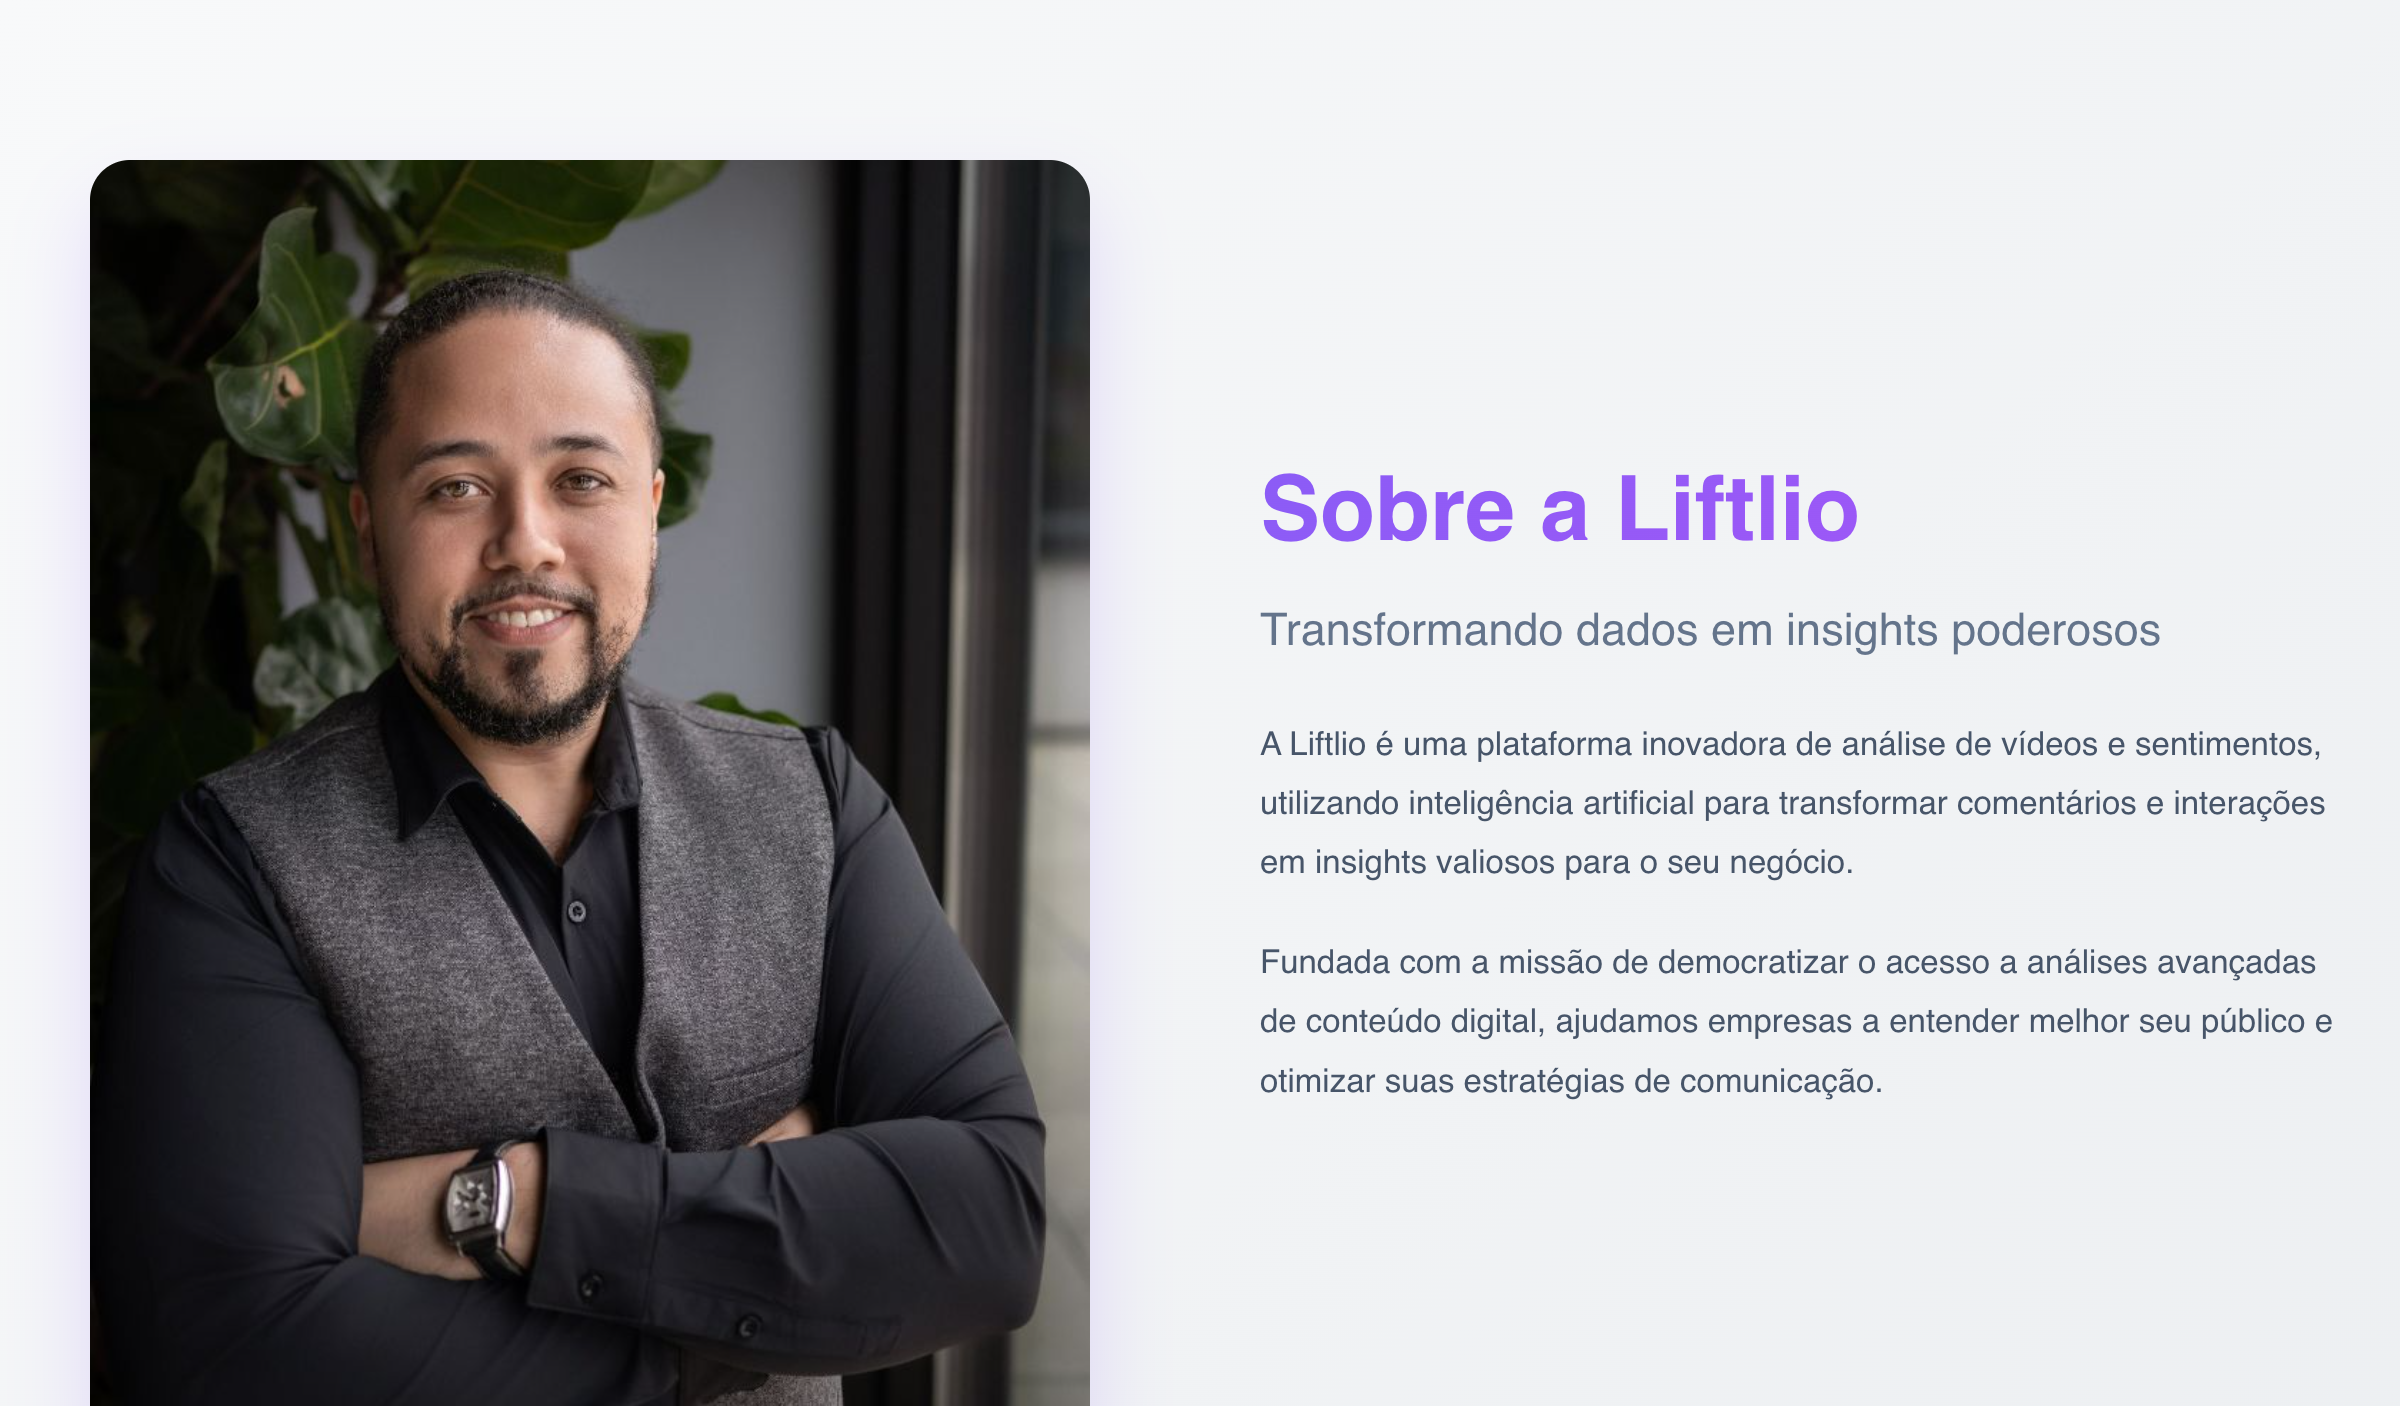 Sobre a Liftlio
Transformando dados em insights poderosos
A Liftlio é uma plataforma inovadora de análise de vídeos e sentimentos,
utilizando inteligência artificial para transformar comentários e interações
em insights valiosos para o seu negócio.
Fundada com a missão de democratizar o acesso a análises avançadas
de conteúdo digital, ajudamos empresas a entender melhor seu público e
otimizar suas estratégias de comunicação.